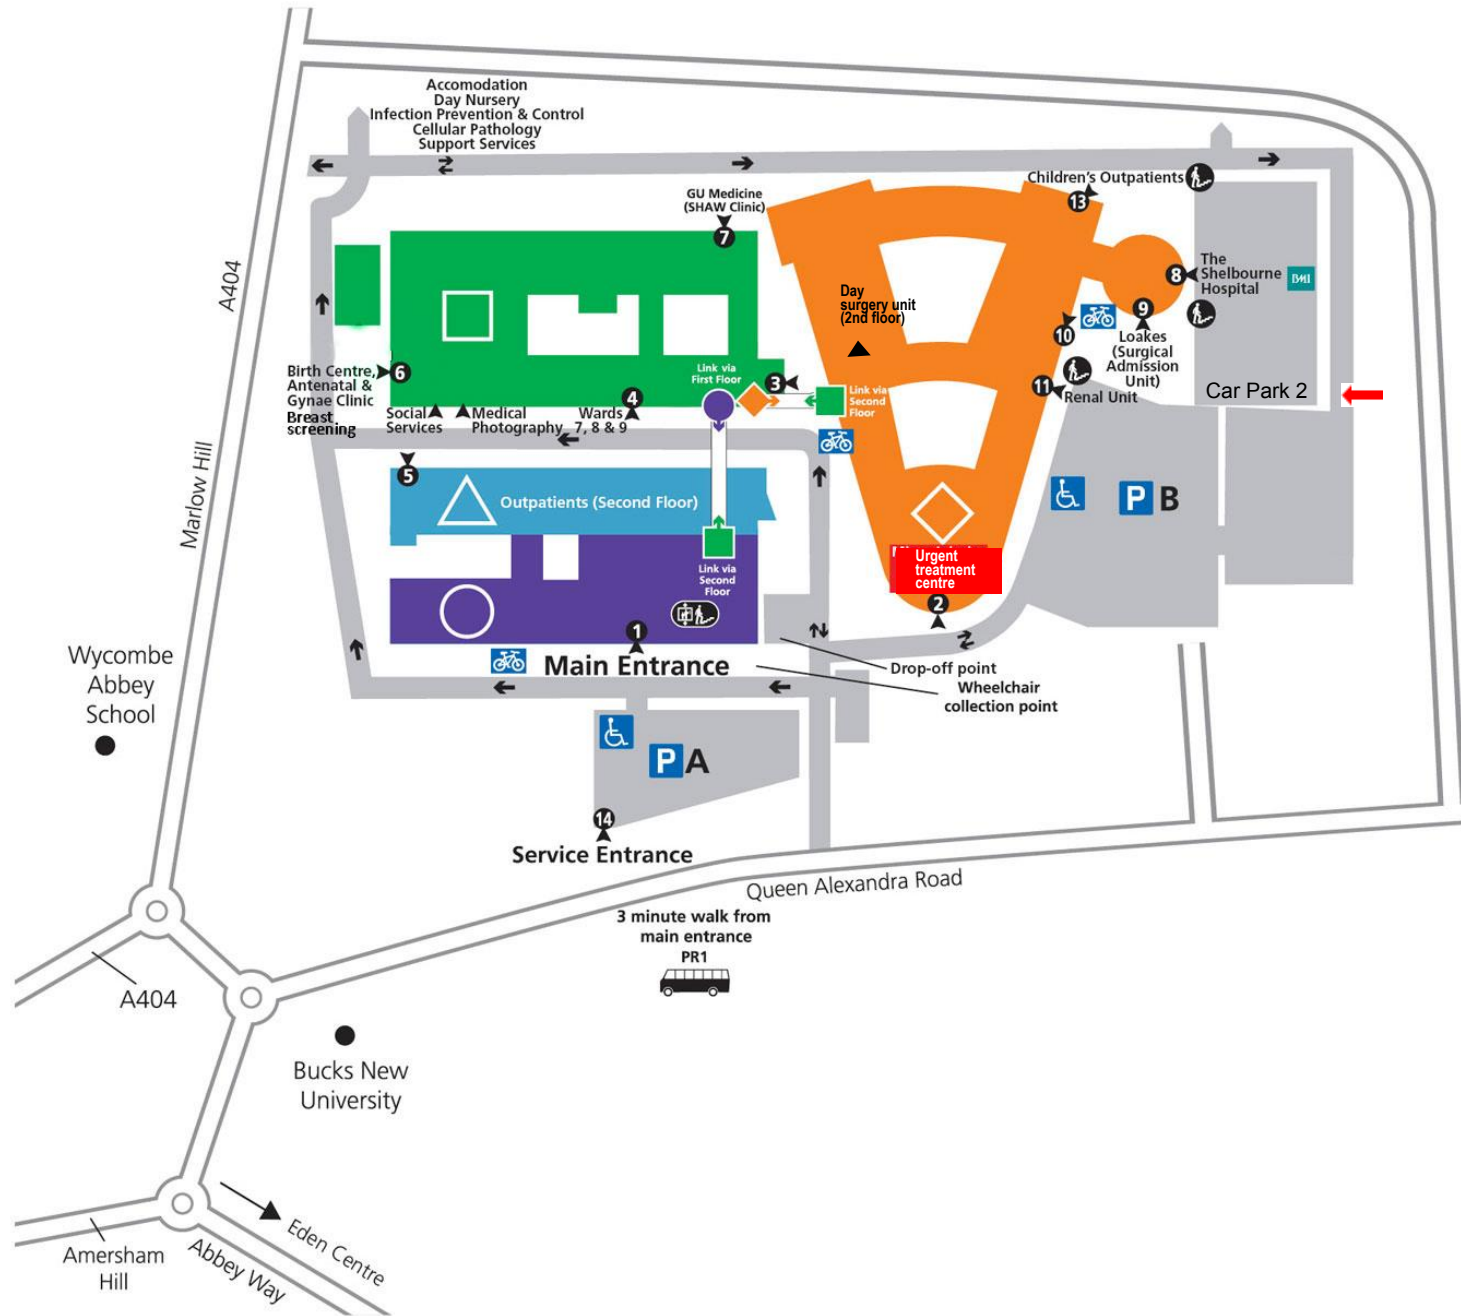 Accomodation
Day Nursery
Infection Prevention & Control
Cellular Pathology
Support Services
GU Medicine
(SHAW Clinic)
7
Children's Outpatients
13
The
Shelbourne
Hospital
8
BMI
9
Loakes
(Surgical
Admission
Unit)
10
11
Renal Unit
Car Park 2
Day
surgery unit
(2nd floor)
A404
Marlow Hill
Birth Centre,
Antenatal &
Gynae Clinic
Breast
screening
6
Social
Services
Medical
Photography
Wards
7, 8 & 9
4
Link via
First Floor
3
Link via
Second
Floor
5
Outpatients (Second Floor)
Link via
Second
Floor
P B
Urgent
treatment
centre
2
1
Main Entrance
Drop-off point
Wheelchair
collection point
P A
14
Service Entrance
Wycombe
Abbey
School
Queen Alexandra Road
3 minute walk from
main entrance
PR1
A404
Bucks New
University
Eden Centre
Abbey Way
Amersham
Hill